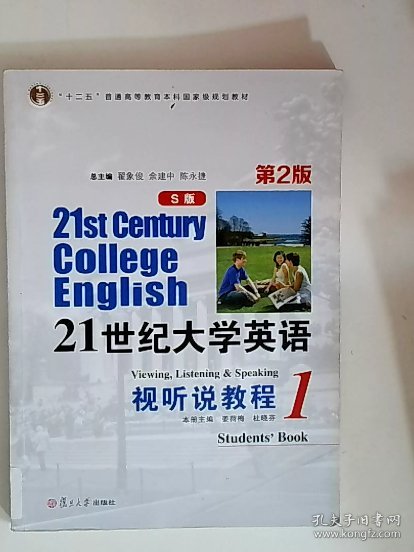 "十二五"普通高等教育本科国家级规划教材
总主编 翟象俊 余建中 陈永捷
第2版
S版
21st Century
College
English
21世纪大学英语
Viewing, Listening & Speaking
视听说教程 1
本册主编 姜荷梅 杜晓芬
Students' Book
复旦大学出版社
孔夫子旧书网
www.kongfz.com